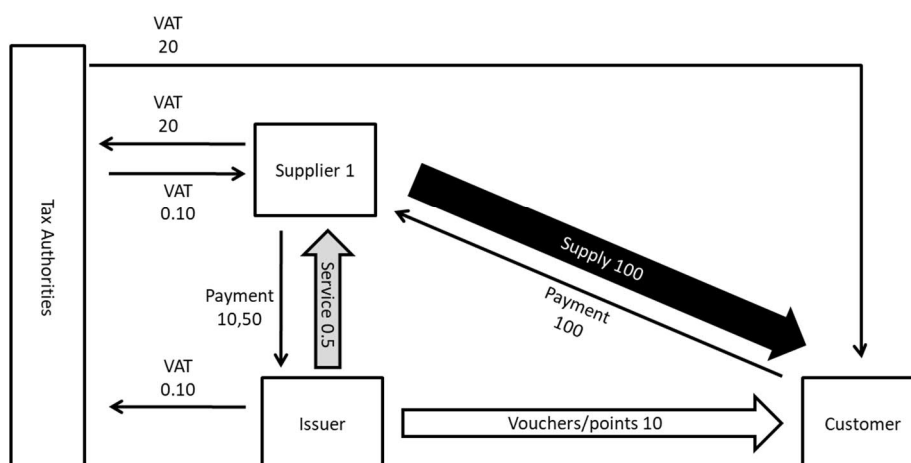 VAT
20
VAT
20
Supplier 1
VAT
0.10
Tax Authorities
Supply 100
Payment
100
Payment
10,50
Service 0.5
VAT
0.10
Issuer
Vouchers/points 10
Customer